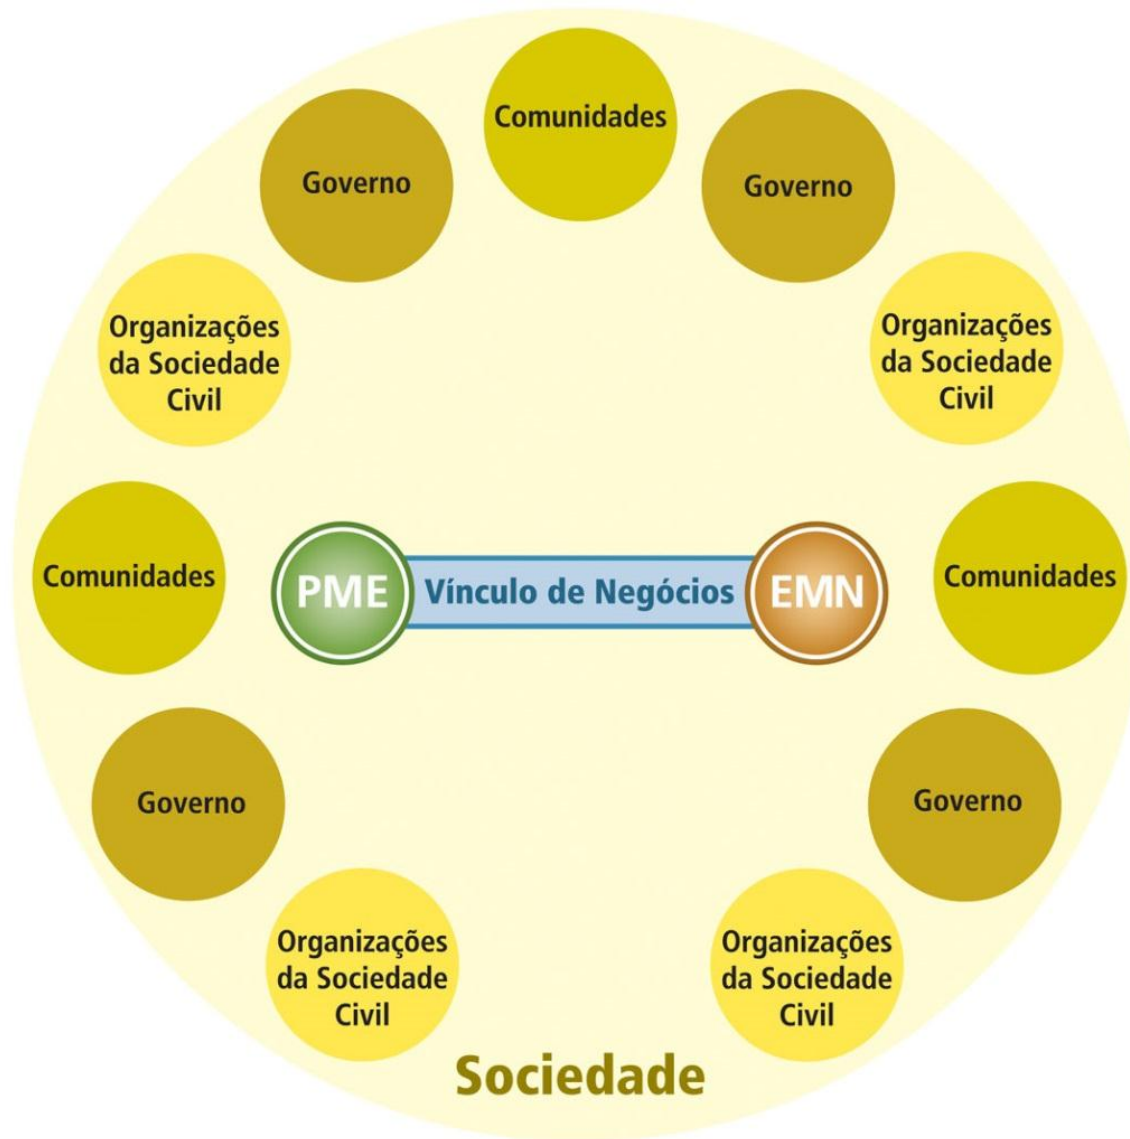 Comunidades
Governo
Governo
Organizações
da Sociedade
Civil
Organizações
da Sociedade
Civil
Comunidades
PME
Vínculo de Negócios
EMN
Comunidades
Governo
Governo
Organizações
da Sociedade
Civil
Organizações
da Sociedade
Civil
Sociedade